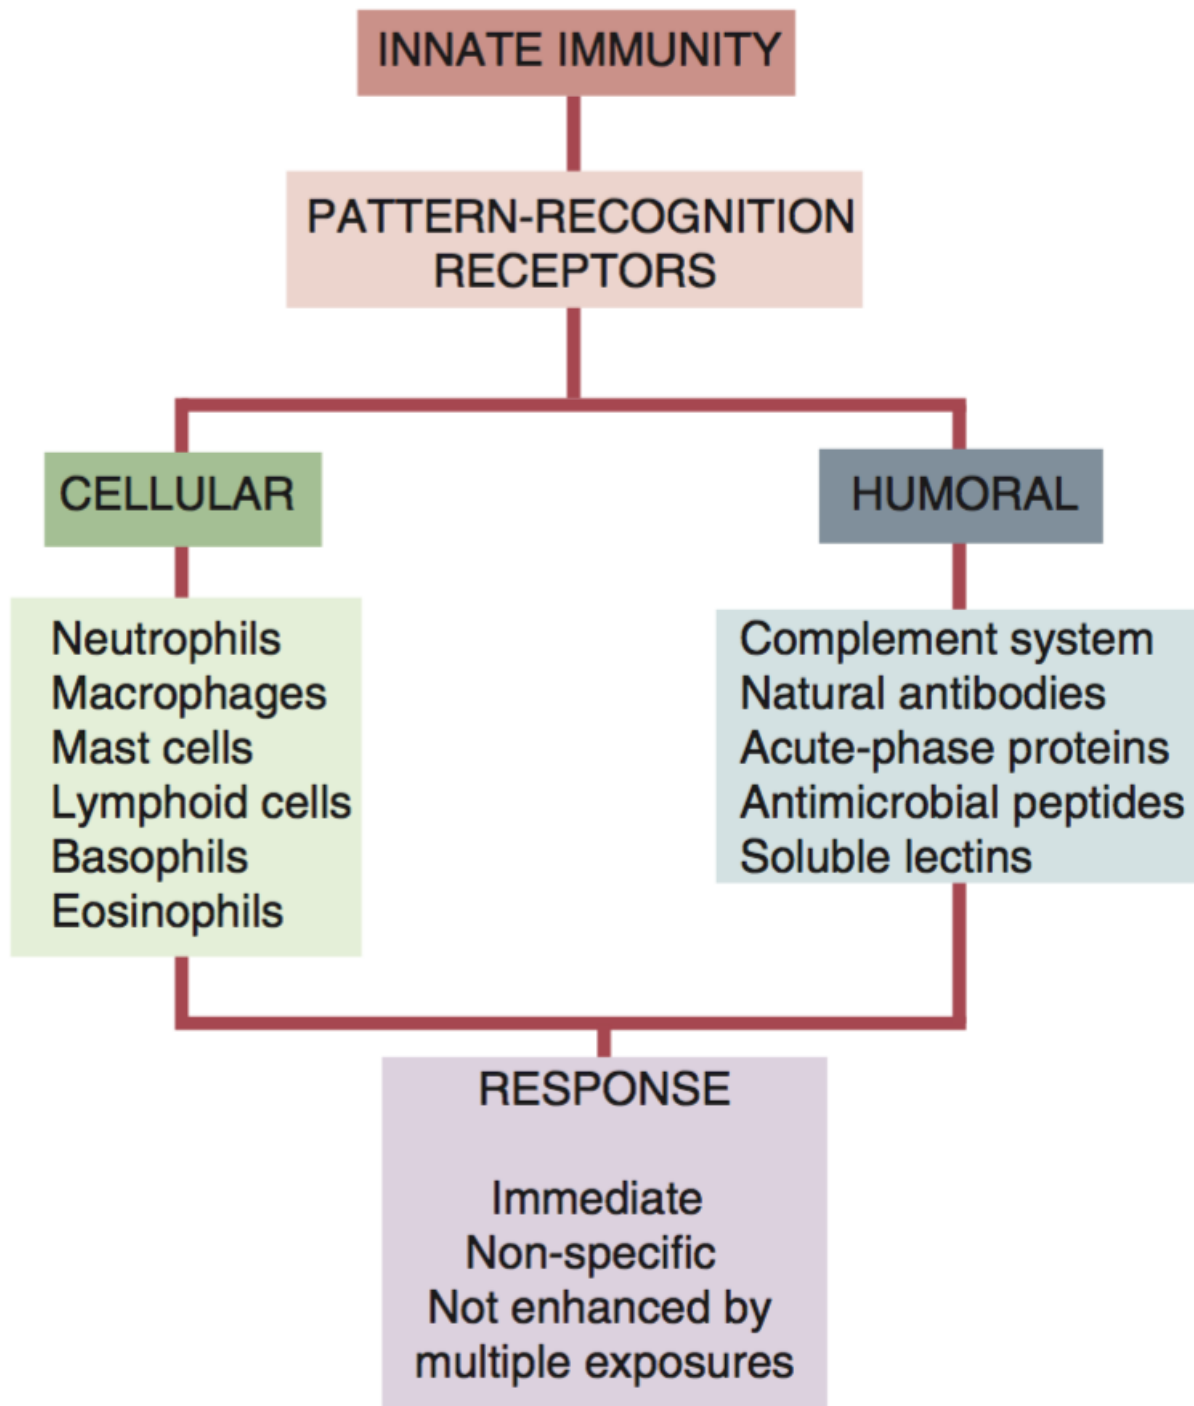 INNATE IMMUNITY
PATTERN-RECOGNITION
RECEPTORS
CELLULAR
HUMORAL
Neutrophils
Macrophages
Mast cells
Lymphoid cells
Basophils
Eosinophils
Complement system
Natural antibodies
Acute-phase proteins
Antimicrobial peptides
Soluble lectins
RESPONSE
Immediate
Non-specific
Not enhanced by
multiple exposures